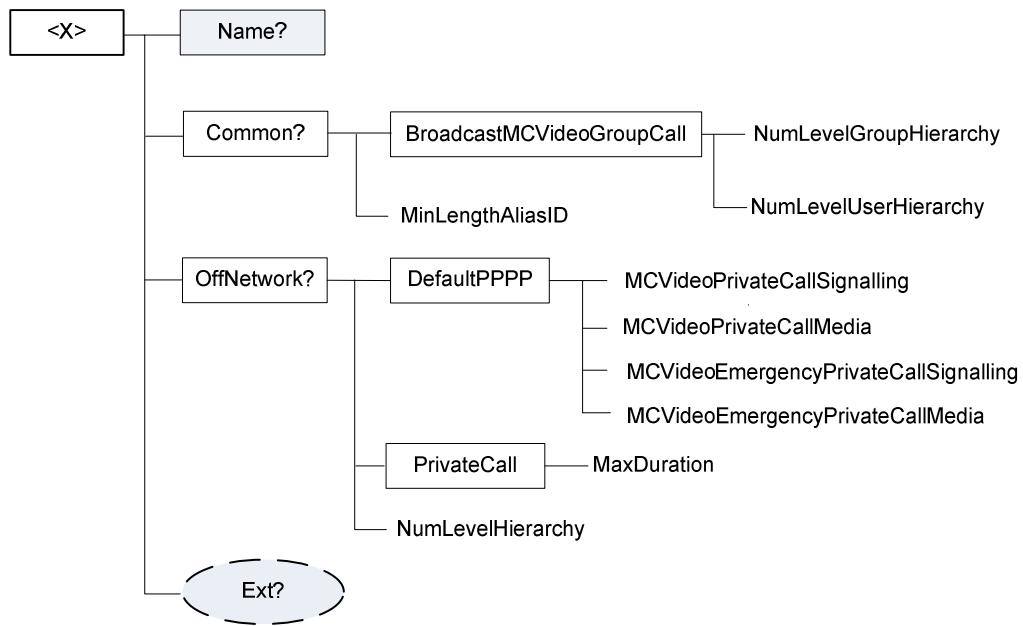 <X>
Name?
Common?
BroadcastMCVideoGroupCall
NumLevelGroupHierarchy
NumLevelUserHierarchy
MinLengthAliasID
OffNetwork?
DefaultPPPP
MCVideoPrivateCallSignalling
MCVideoPrivateCallMedia
MCVideoEmergencyPrivateCallSignalling
MCVideoEmergencyPrivateCallMedia
PrivateCall
MaxDuration
NumLevelHierarchy
Ext?